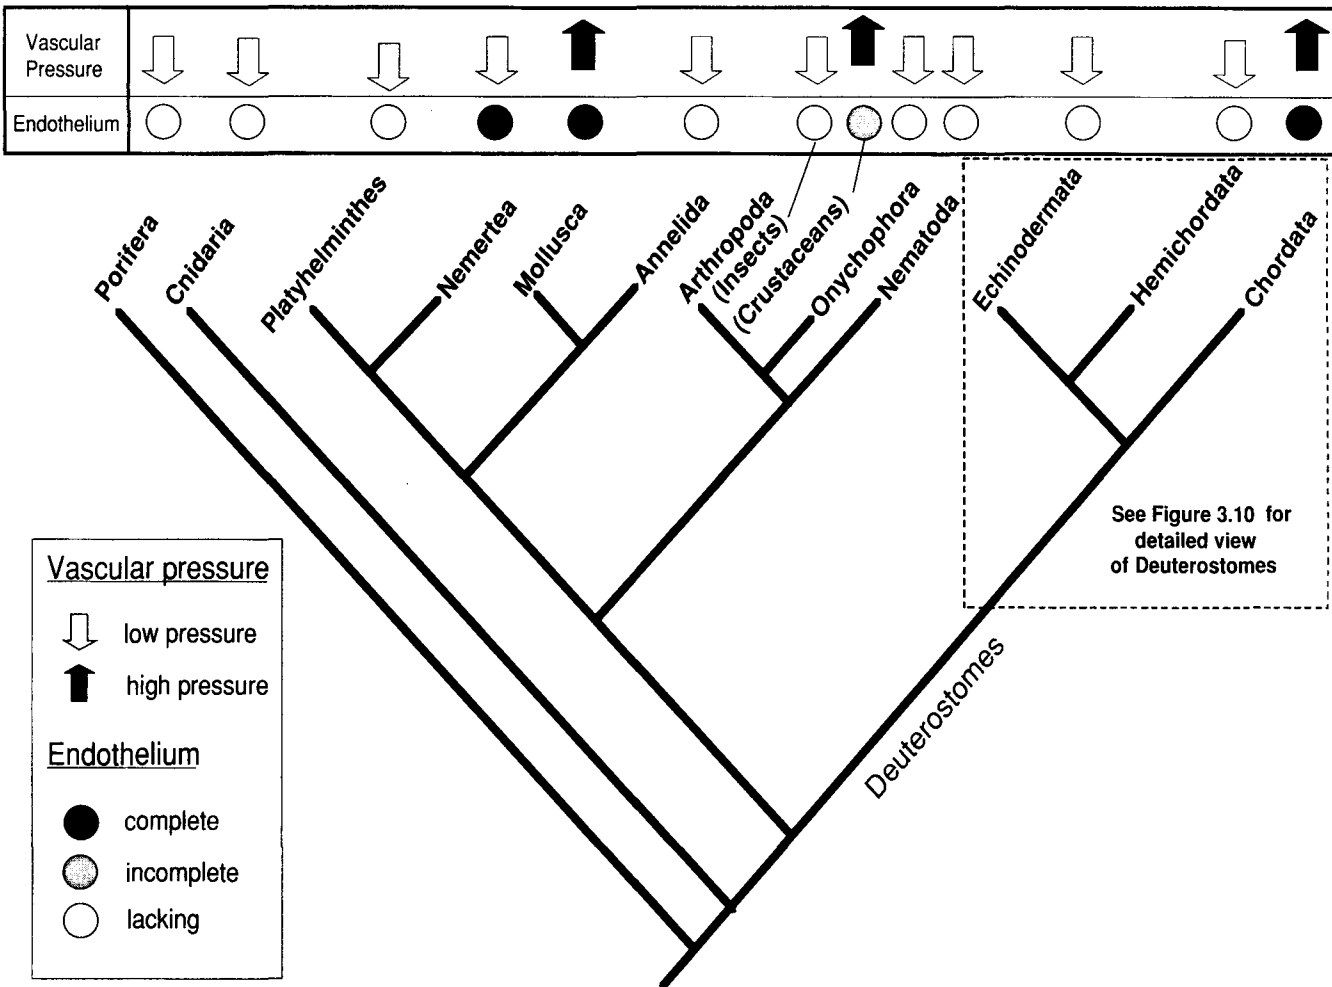 Vascular
Pressure
Endothelium
Porifera
Cnidaria
Platyhelminthes
Nemertea
Mollusca
Annelida
Arthropoda
(Insects)
(Crustaceans)
Onychophora
Nematoda
Echinodermata
Hemichordata
Chordata
See Figure 3.10 for
detailed view
of Deuterostomes
Deuterostomes
Vascular pressure
low pressure
high pressure
Endothelium
complete
incomplete
lacking